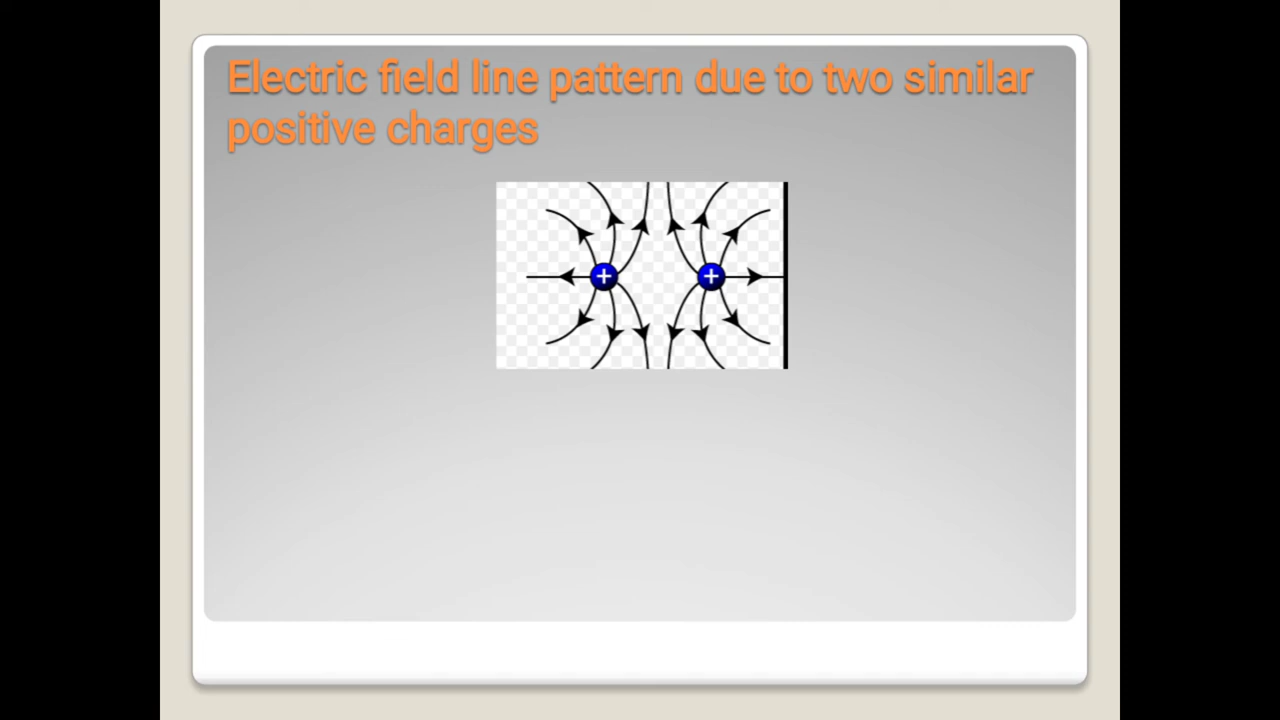 Electric field line pattern due to two similar
positive charges
+ +